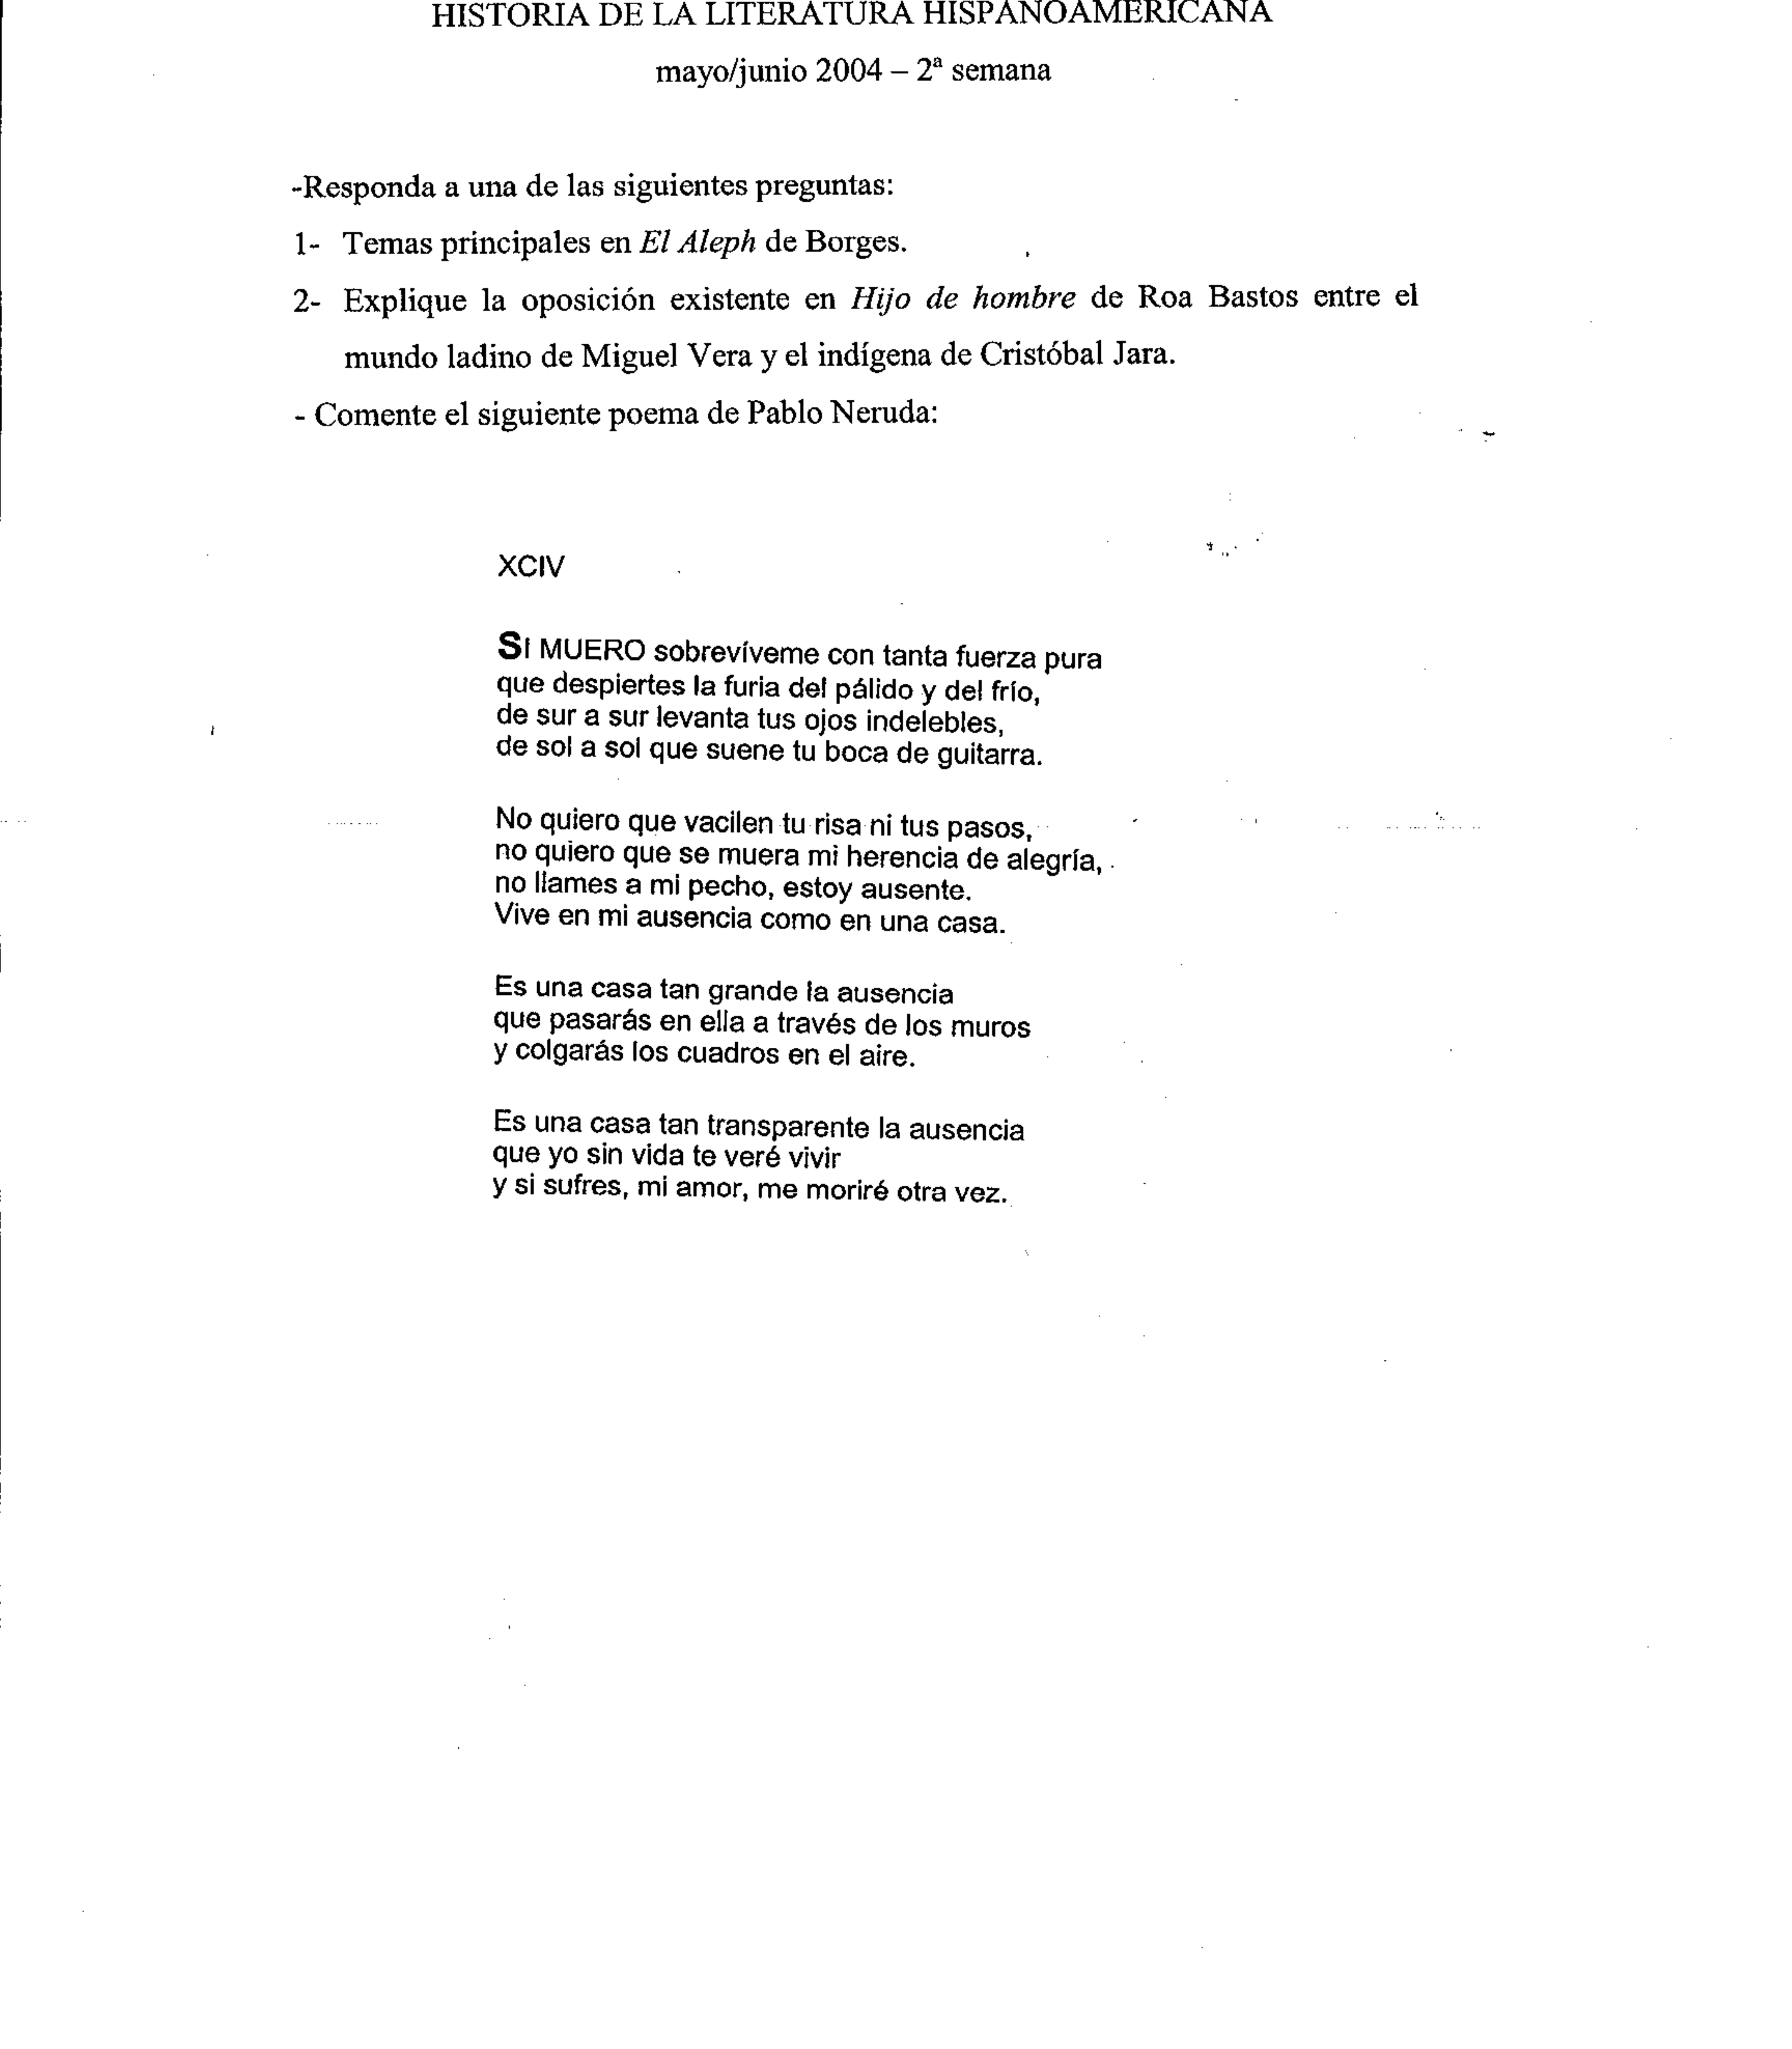 HISTORIA DE LA LITERATURA HISPANOAMERICANA
mayo/junio 2004 – 2ª semana
-Responda a una de las siguientes preguntas:
1- Temas principales en El Aleph de Borges.
2- Explique la oposición existente en Hijo de hombre de Roa Bastos entre el
mundo ladino de Miguel Vera y el indígena de Cristóbal Jara.
- Comente el siguiente poema de Pablo Neruda:
XCIV
SI MUERO sobrevíveme con tanta fuerza pura
que despiertes la furia del pálido y del frío,
de sur a sur levanta tus ojos indelebles,
de sol a sol que suene tu boca de guitarra.
No quiero que vacilen tu risa ni tus pasos,
no quiero que se muera mi herencia de alegría,
no llames a mi pecho, estoy ausente.
Vive en mi ausencia como en una casa.
Es una casa tan grande la ausencia
que pasarás en ella a través de los muros
y colgarás los cuadros en el aire.
Es una casa tan transparente la ausencia
que yo sin vida te veré vivir
y si sufres, mi amor, me moriré otra vez.